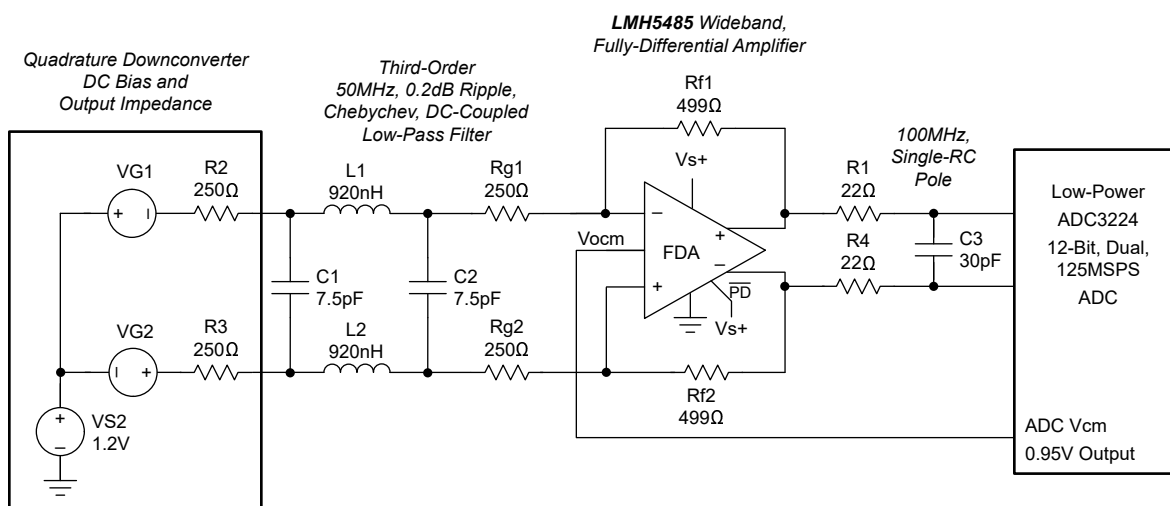 LMH5485 Wideband,
Fully-Differential Amplifier
Quadrature Downconverter
DC Bias and
Output Impedance
Third-Order
50MHz, 0.2dB Ripple,
Chebychev, DC-Coupled
Low-Pass Filter
Rf1
499Ω
100MHz,
Single-RC
Pole
VG1
+
I
R2
250Ω
L1
920nH
Rg1
250Ω
Vs+
R1
22Ω
Low-Power
ADC3224
12-Bit, Dual,
125MSPS
ADC
Vocm
−
+
FDA
+
−
PD
Vs+
R4
22Ω
C3
30pF
C1
7.5pF
C2
7.5pF
VG2
I
+
R3
250Ω
L2
920nH
Rg2
250Ω
Rf2
499Ω
+
−
VS2
1.2V
ADC Vcm
0.95V Output